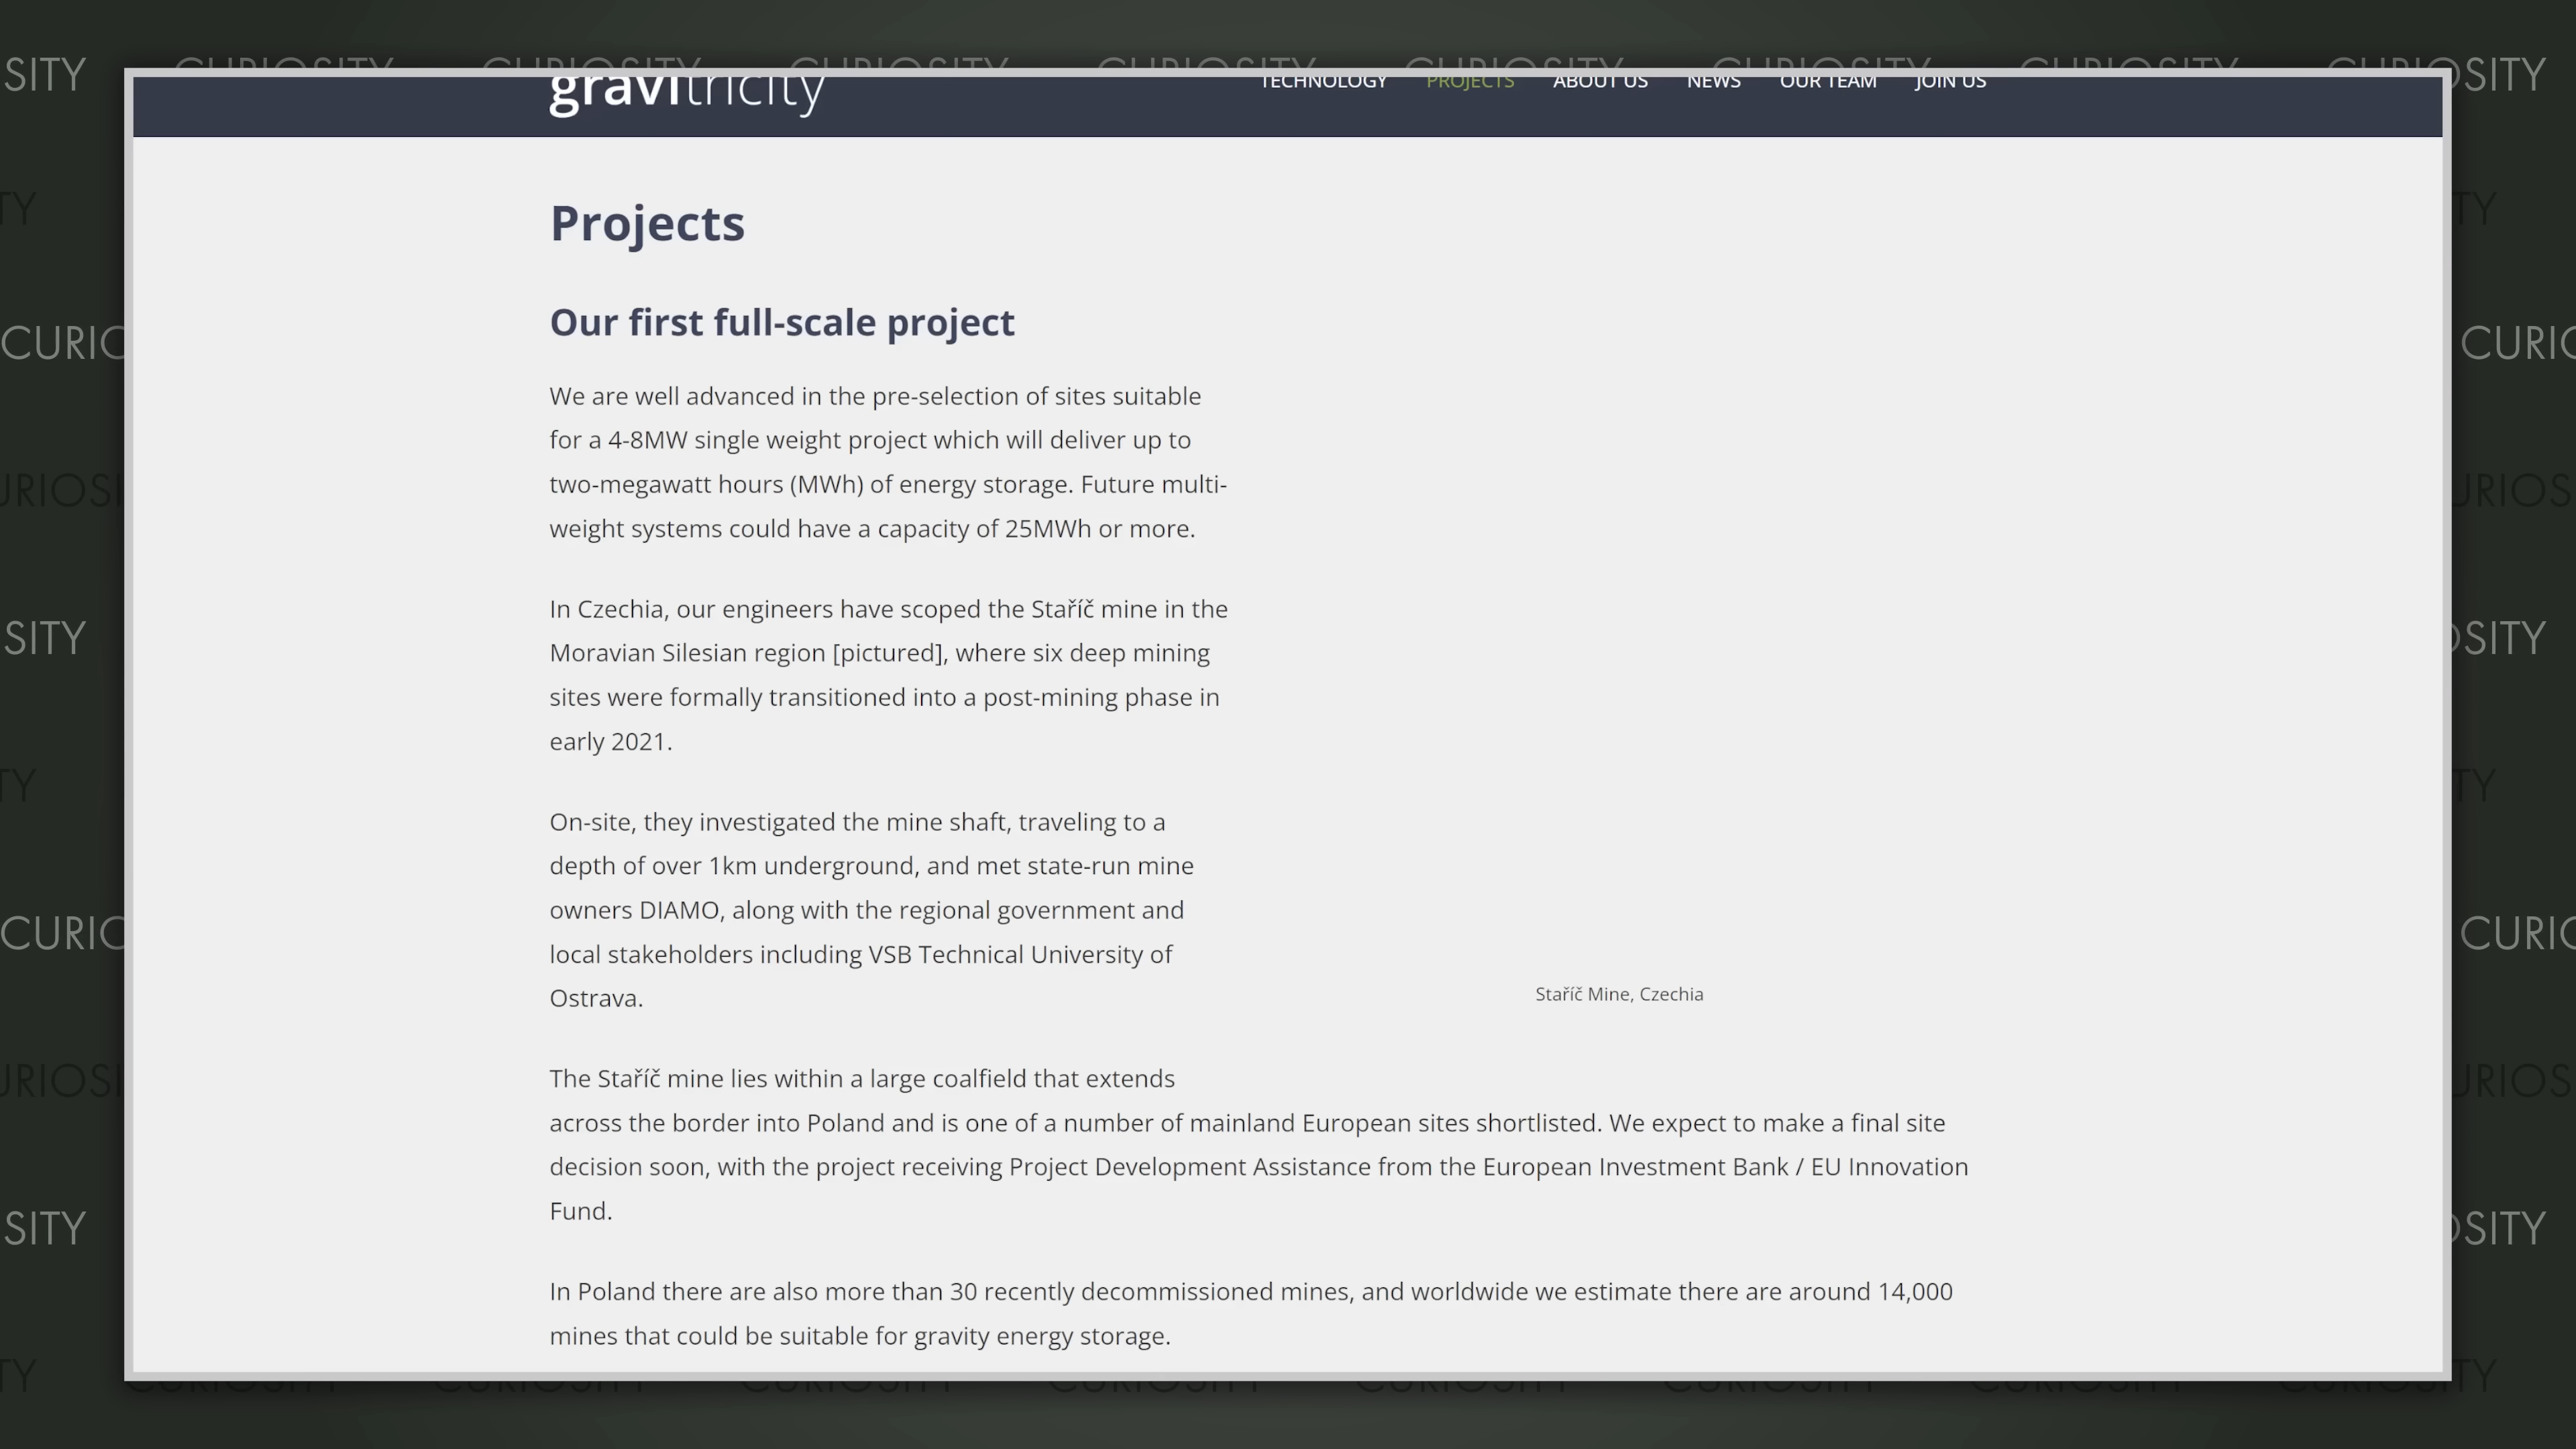 CURIOSITY CURIOSITY CURIOSITY CURIOSITY CURIOSITY CURIOSITY CURIOSITY
gravitricity
TECHNOLOGY PROJECTS ABOUT US NEWS OUR TEAM JOIN US
Projects
Our first full-scale project
We are well advanced in the pre-selection of sites suitable
for a 4-8MW single weight project which will deliver up to
two-megawatt hours (MWh) of energy storage. Future multi-
weight systems could have a capacity of 25MWh or more.
In Czechia, our engineers have scoped the Staříč mine in the
Moravian Silesian region [pictured], where six deep mining
sites were formally transitioned into a post-mining phase in
early 2021.
On-site, they investigated the mine shaft, traveling to a
depth of over 1km underground, and met state-run mine
owners DIAMO, along with the regional government and
local stakeholders including VSB Technical University of
Ostrava.
Staříč Mine, Czechia
The Staříč mine lies within a large coalfield that extends
across the border into Poland and is one of a number of mainland European sites shortlisted. We expect to make a final site
decision soon, with the project receiving Project Development Assistance from the European Investment Bank / EU Innovation
Fund.
In Poland there are also more than 30 recently decommissioned mines, and worldwide we estimate there are around 14,000
mines that could be suitable for gravity energy storage.